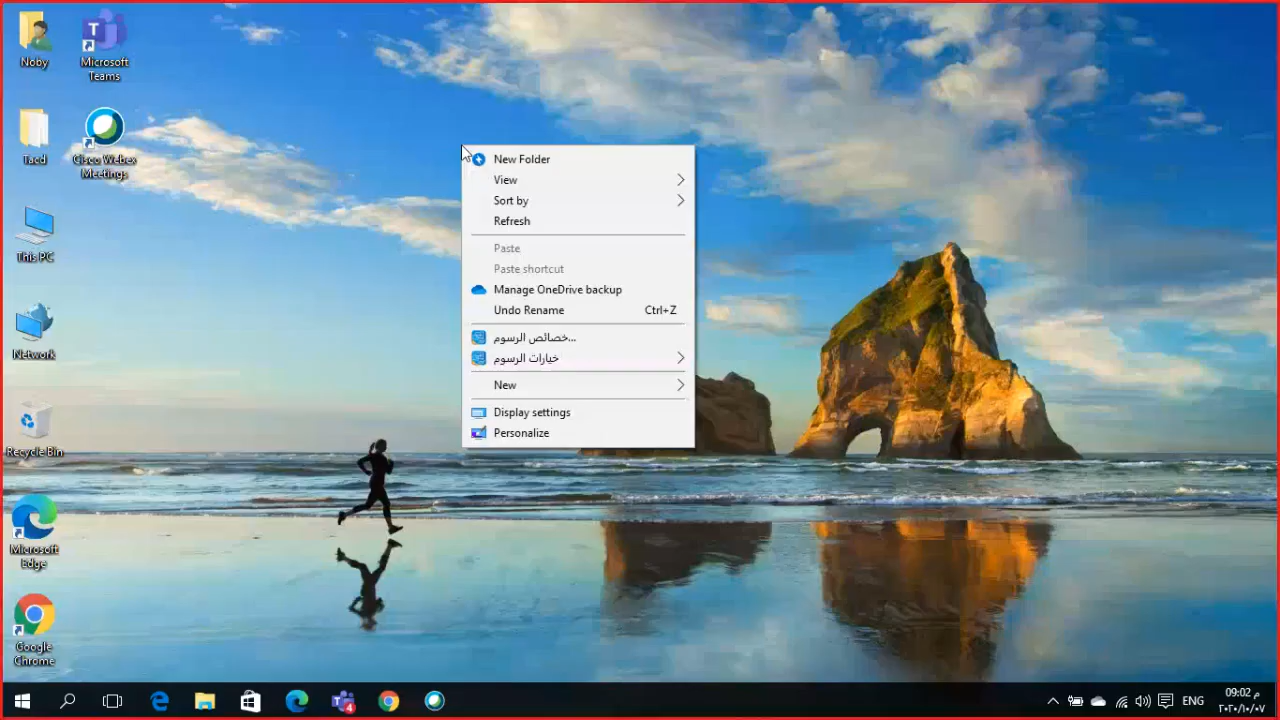 Noby
Microsoft
Teams
Tacd
Cisco Webex
Meetings
This PC
Network
Recycle Bin
Microsoft
Edge
Google
Chrome
New Folder
View
Sort by
Refresh
Paste
Paste shortcut
Manage OneDrive backup
Undo Rename Ctrl+Z
خصائص الرسوم...
خيارات الرسوم
New
Display settings
Personalize
4
ENG
09:02 م
٢٠٢٠/١٠/٠٧